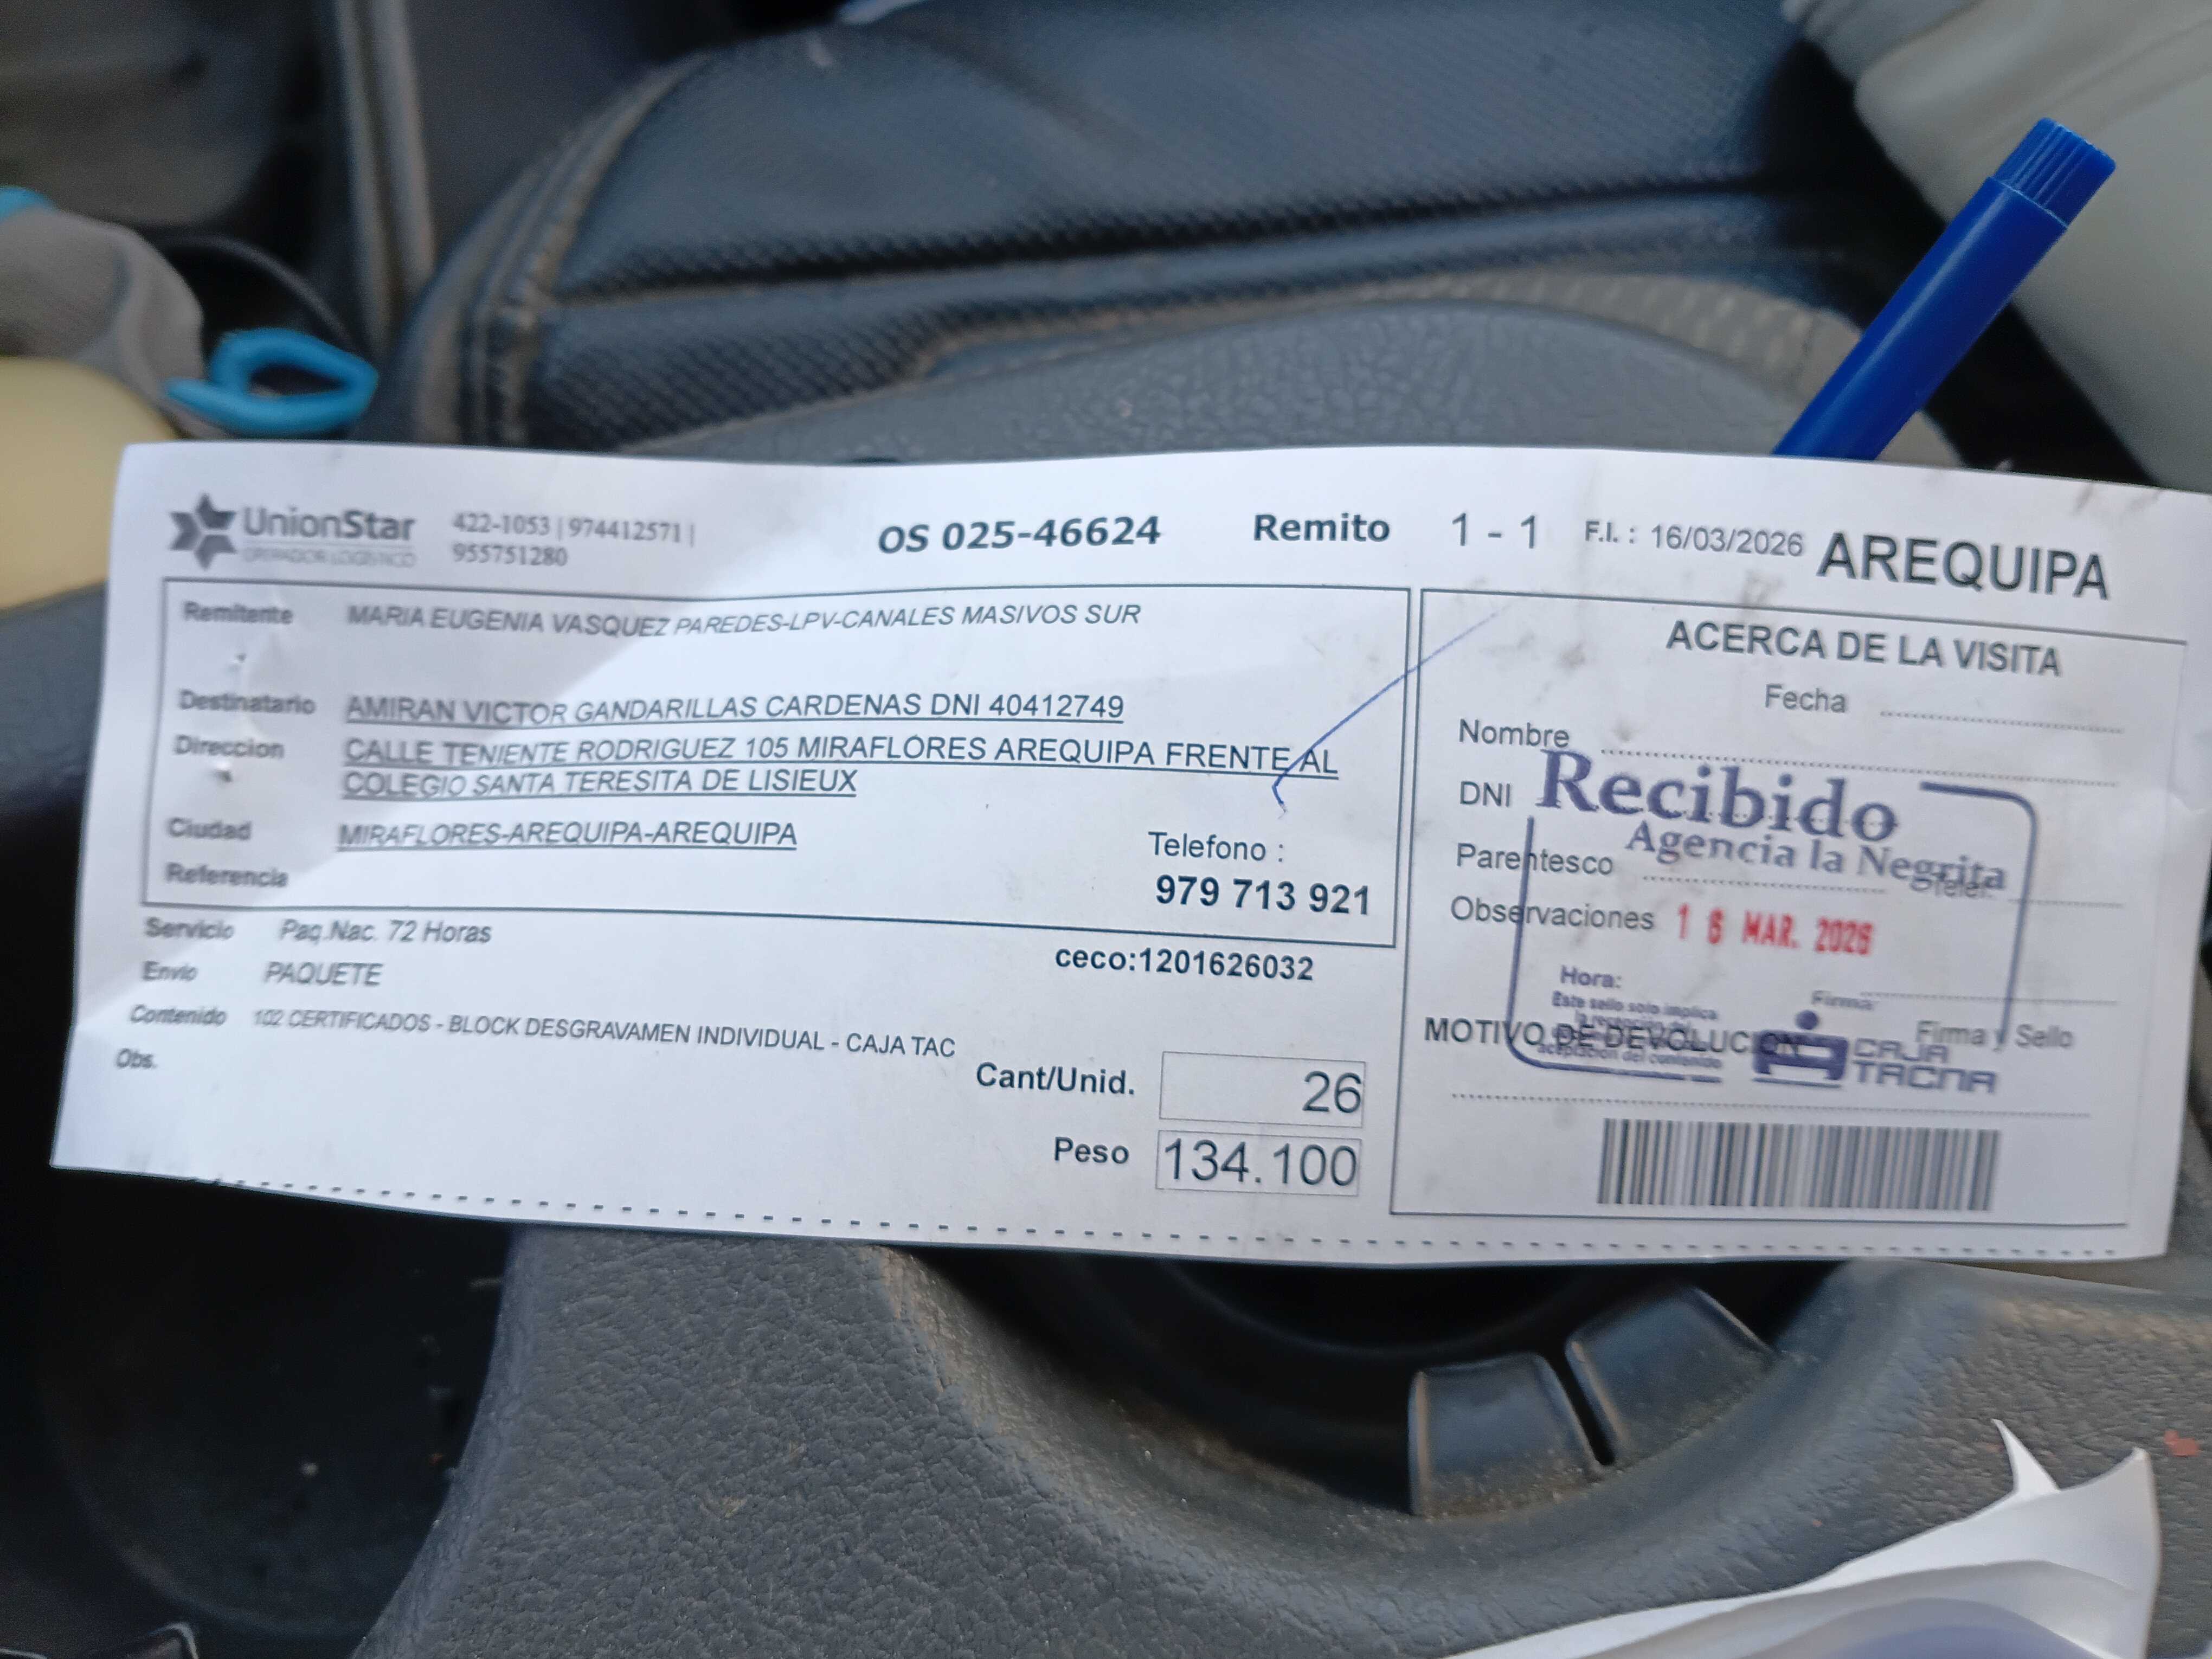 UnionStar
OPERADOR LOGISTICO
422-1053 | 974412571 |
955751280
OS 025-46624
Remito 1 - 1
F.I. : 16/03/2026
AREQUIPA
Remitente MARIA EUGENIA VASQUEZ PAREDES-LPV-CANALES MASIVOS SUR
Destinatario AMIRAN VICTOR GANDARILLAS CARDENAS DNI 40412749
Direccion CALLE TENIENTE RODRIGUEZ 105 MIRAFLORES AREQUIPA FRENTE AL
COLEGIO SANTA TERESITA DE LISIEUX
Ciudad MIRAFLORES-AREQUIPA-AREQUIPA
Referencia
Telefono :
979 713 921
Servicio Paq.Nac. 72 Horas
ceco:1201626032
Envio PAQUETE
Contenido 102 CERTIFICADOS - BLOCK DESGRAVAMEN INDIVIDUAL - CAJA TAC
Obs.
Cant/Unid. 26
Peso 134.100
ACERCA DE LA VISITA
Fecha
Nombre
DNI
Parentesco
Telef.
Observaciones
Firma y Sello
MOTIVO DE DEVOLUCION
Recibido
Agencia la Negrita
16 MAR. 2026
Hora:
Firma:
Este sello solo implica
aceptacion del contenido
CAJA
TACNA